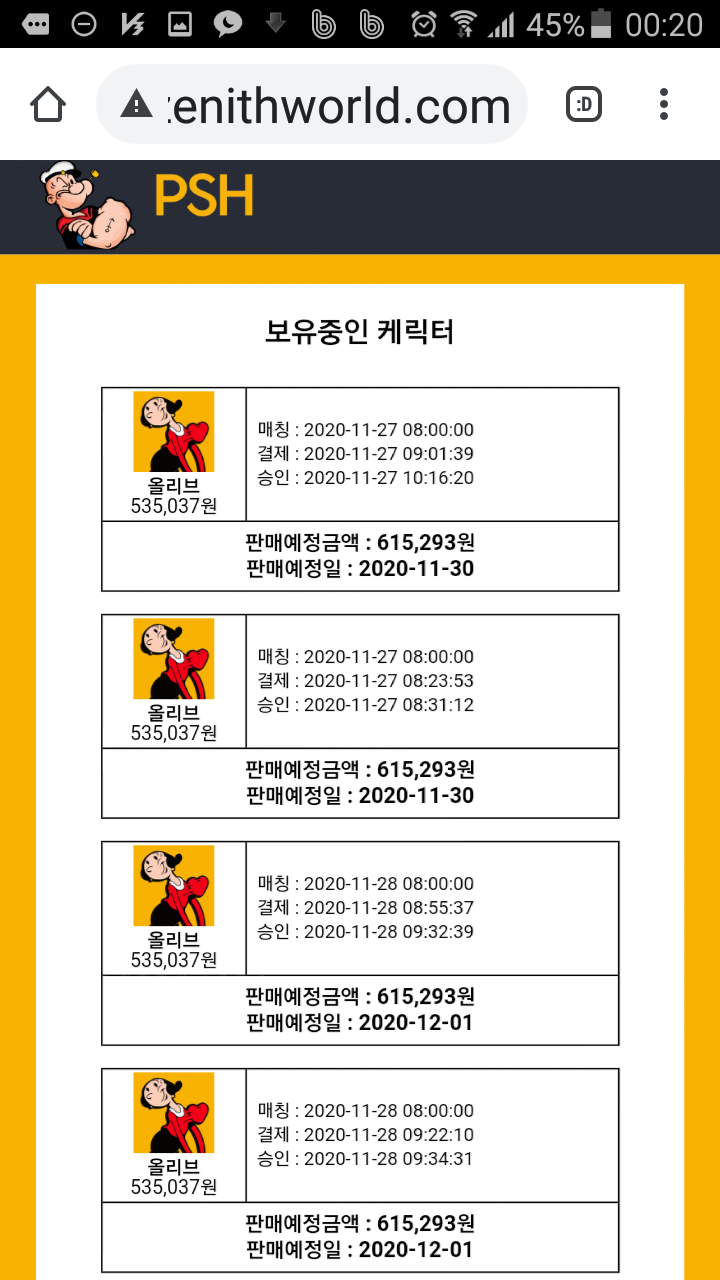 45% 00:20
zenithworld.com
:D
PSH
보유중인 케릭터
매칭 : 2020-11-27 08:00:00
결제 : 2020-11-27 09:01:39
승인 : 2020-11-27 10:16:20
올리브
535,037원
판매예정금액 : 615,293원
판매예정일 : 2020-11-30
매칭 : 2020-11-27 08:00:00
결제 : 2020-11-27 08:23:53
승인 : 2020-11-27 08:31:12
올리브
535,037원
판매예정금액 : 615,293원
판매예정일 : 2020-11-30
매칭 : 2020-11-28 08:00:00
결제 : 2020-11-28 08:55:37
승인 : 2020-11-28 09:32:39
올리브
535,037원
판매예정금액 : 615,293원
판매예정일 : 2020-12-01
매칭 : 2020-11-28 08:00:00
결제 : 2020-11-28 09:22:10
승인 : 2020-11-28 09:34:31
올리브
535,037원
판매예정금액 : 615,293원
판매예정일 : 2020-12-01